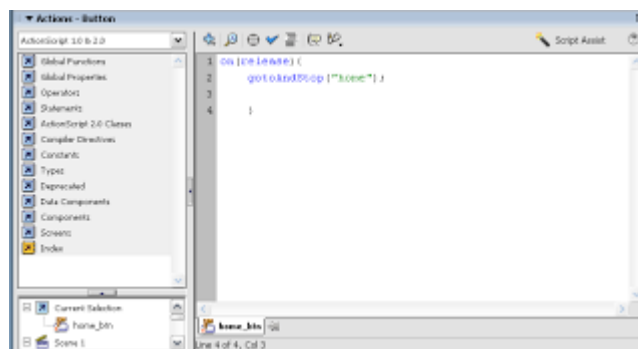 Actions - Button
ActionScript 1.0 & 2.0
Script Assist
Global Functions
Global Properties
Operators
Statements
ActionScript 2.0 Classes
Compiler Directives
Constants
Types
Deprecated
Data Components
Components
Screens
Index
1 on(release){
2 gotoAndStop("home");
3
4 }
Current Selection
home_btn
Scene 1
home_btn
Line 4 of 4, Col 3